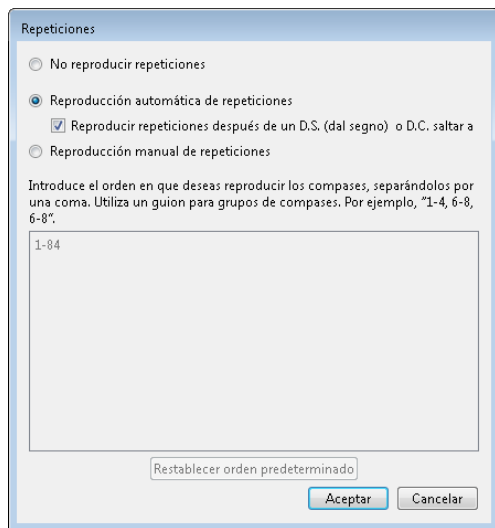 Repeticiones
No reproducir repeticiones
Reproducción automática de repeticiones
Reproducir repeticiones después de un D.S. (dal segno) o D.C. saltar a
Reproducción manual de repeticiones
Introduce el orden en que deseas reproducir los compases, separándolos por
una coma. Utiliza un guion para grupos de compases. Por ejemplo, "1-4, 6-8,
6-8".
1-84
Restablecer orden predeterminado
Aceptar Cancelar